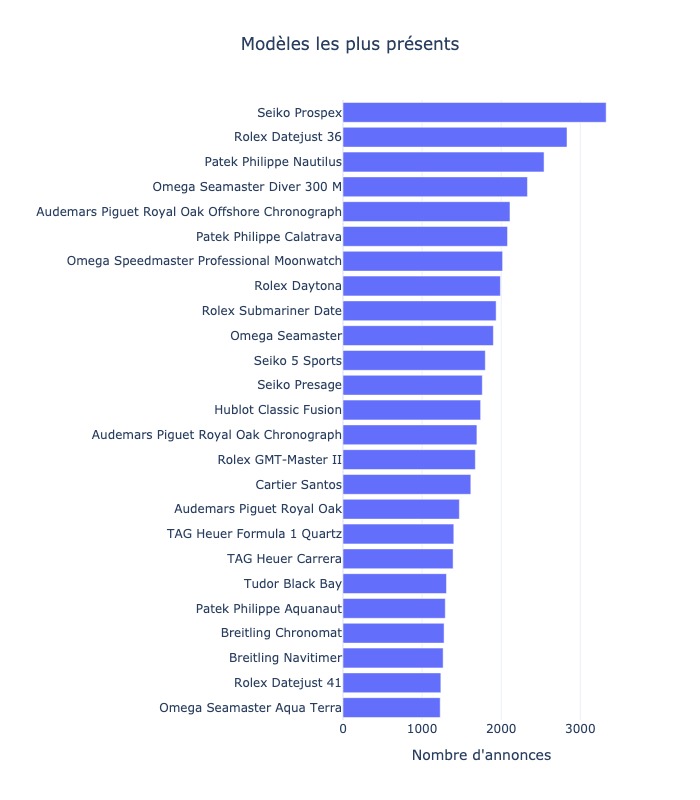 Modèles les plus présents
Seiko Prospex
Rolex Datejust 36
Patek Philippe Nautilus
Omega Seamaster Diver 300 M
Audemars Piguet Royal Oak Offshore Chronograph
Patek Philippe Calatrava
Omega Speedmaster Professional Moonwatch
Rolex Daytona
Rolex Submariner Date
Omega Seamaster
Seiko 5 Sports
Seiko Presage
Hublot Classic Fusion
Audemars Piguet Royal Oak Chronograph
Rolex GMT-Master II
Cartier Santos
Audemars Piguet Royal Oak
TAG Heuer Formula 1 Quartz
TAG Heuer Carrera
Tudor Black Bay
Patek Philippe Aquanaut
Breitling Chronomat
Breitling Navitimer
Rolex Datejust 41
Omega Seamaster Aqua Terra
0 1000 2000 3000
Nombre d'annonces